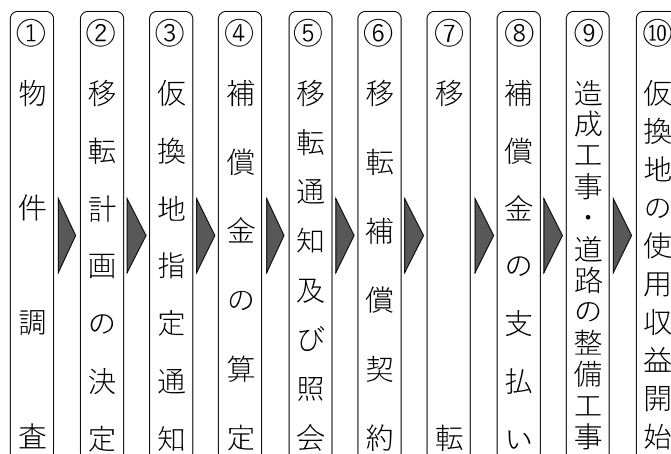 ①物件調査
②移転計画の決定
③仮換地指定通知
④補償金の算定
⑤移転通知及び照会
⑥移転補償契約
⑦移転
⑧補償金の支払い
⑨造成工事・道路の整備工事
⑩仮換地の使用収益開始